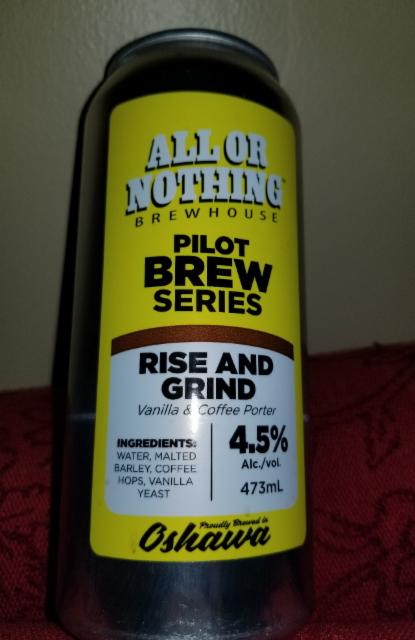 ALL OR
NOTHING
BREWHOUSE
PILOT
BREW
SERIES
RISE AND
GRIND
Vanilla & Coffee Porter
INGREDIENTS:
WATER, MALTED
BARLEY, COFFEE
HOPS, VANILLA
YEAST
4.5%
Alc./vol.
473mL
Proudly Brewed in
Oshawa